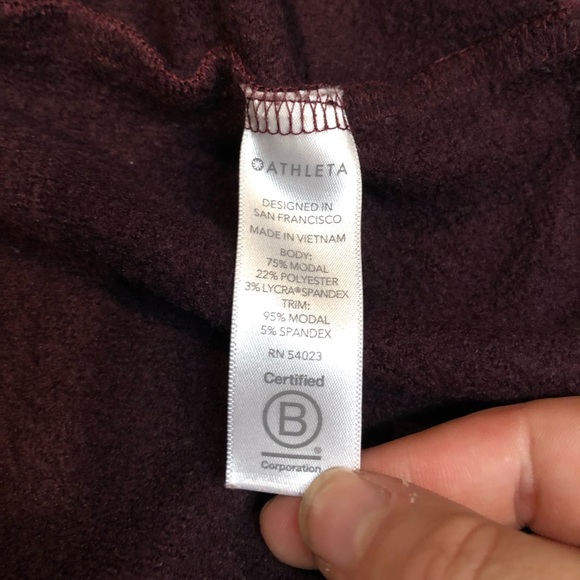 ATHLETA
DESIGNED IN
SAN FRANCISCO
MADE IN VIETNAM
BODY:
75% MODAL
22% POLYESTER
3% LYCRA® SPANDEX
TRIM:
95% MODAL
5% SPANDEX
RN 54023
Certified
B
®
Corporation